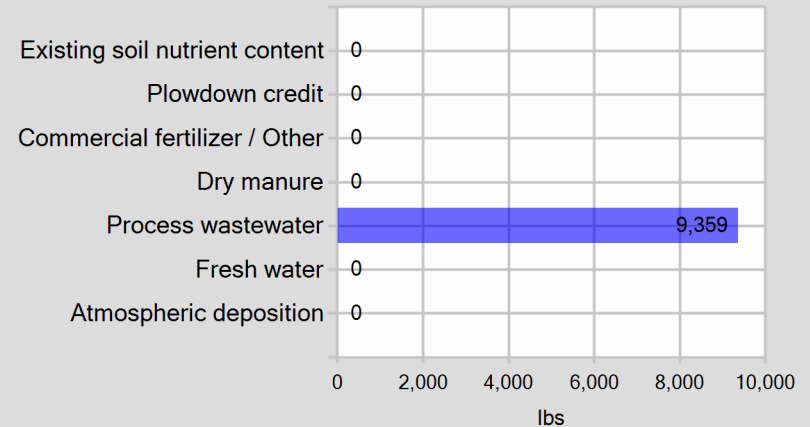 Existing soil nutrient content 0
Plowdown credit 0
Commercial fertilizer / Other 0
Dry manure 0
Process wastewater 9,359
Fresh water 0
Atmospheric deposition 0
0 2,000 4,000 6,000 8,000 10,000
lbs